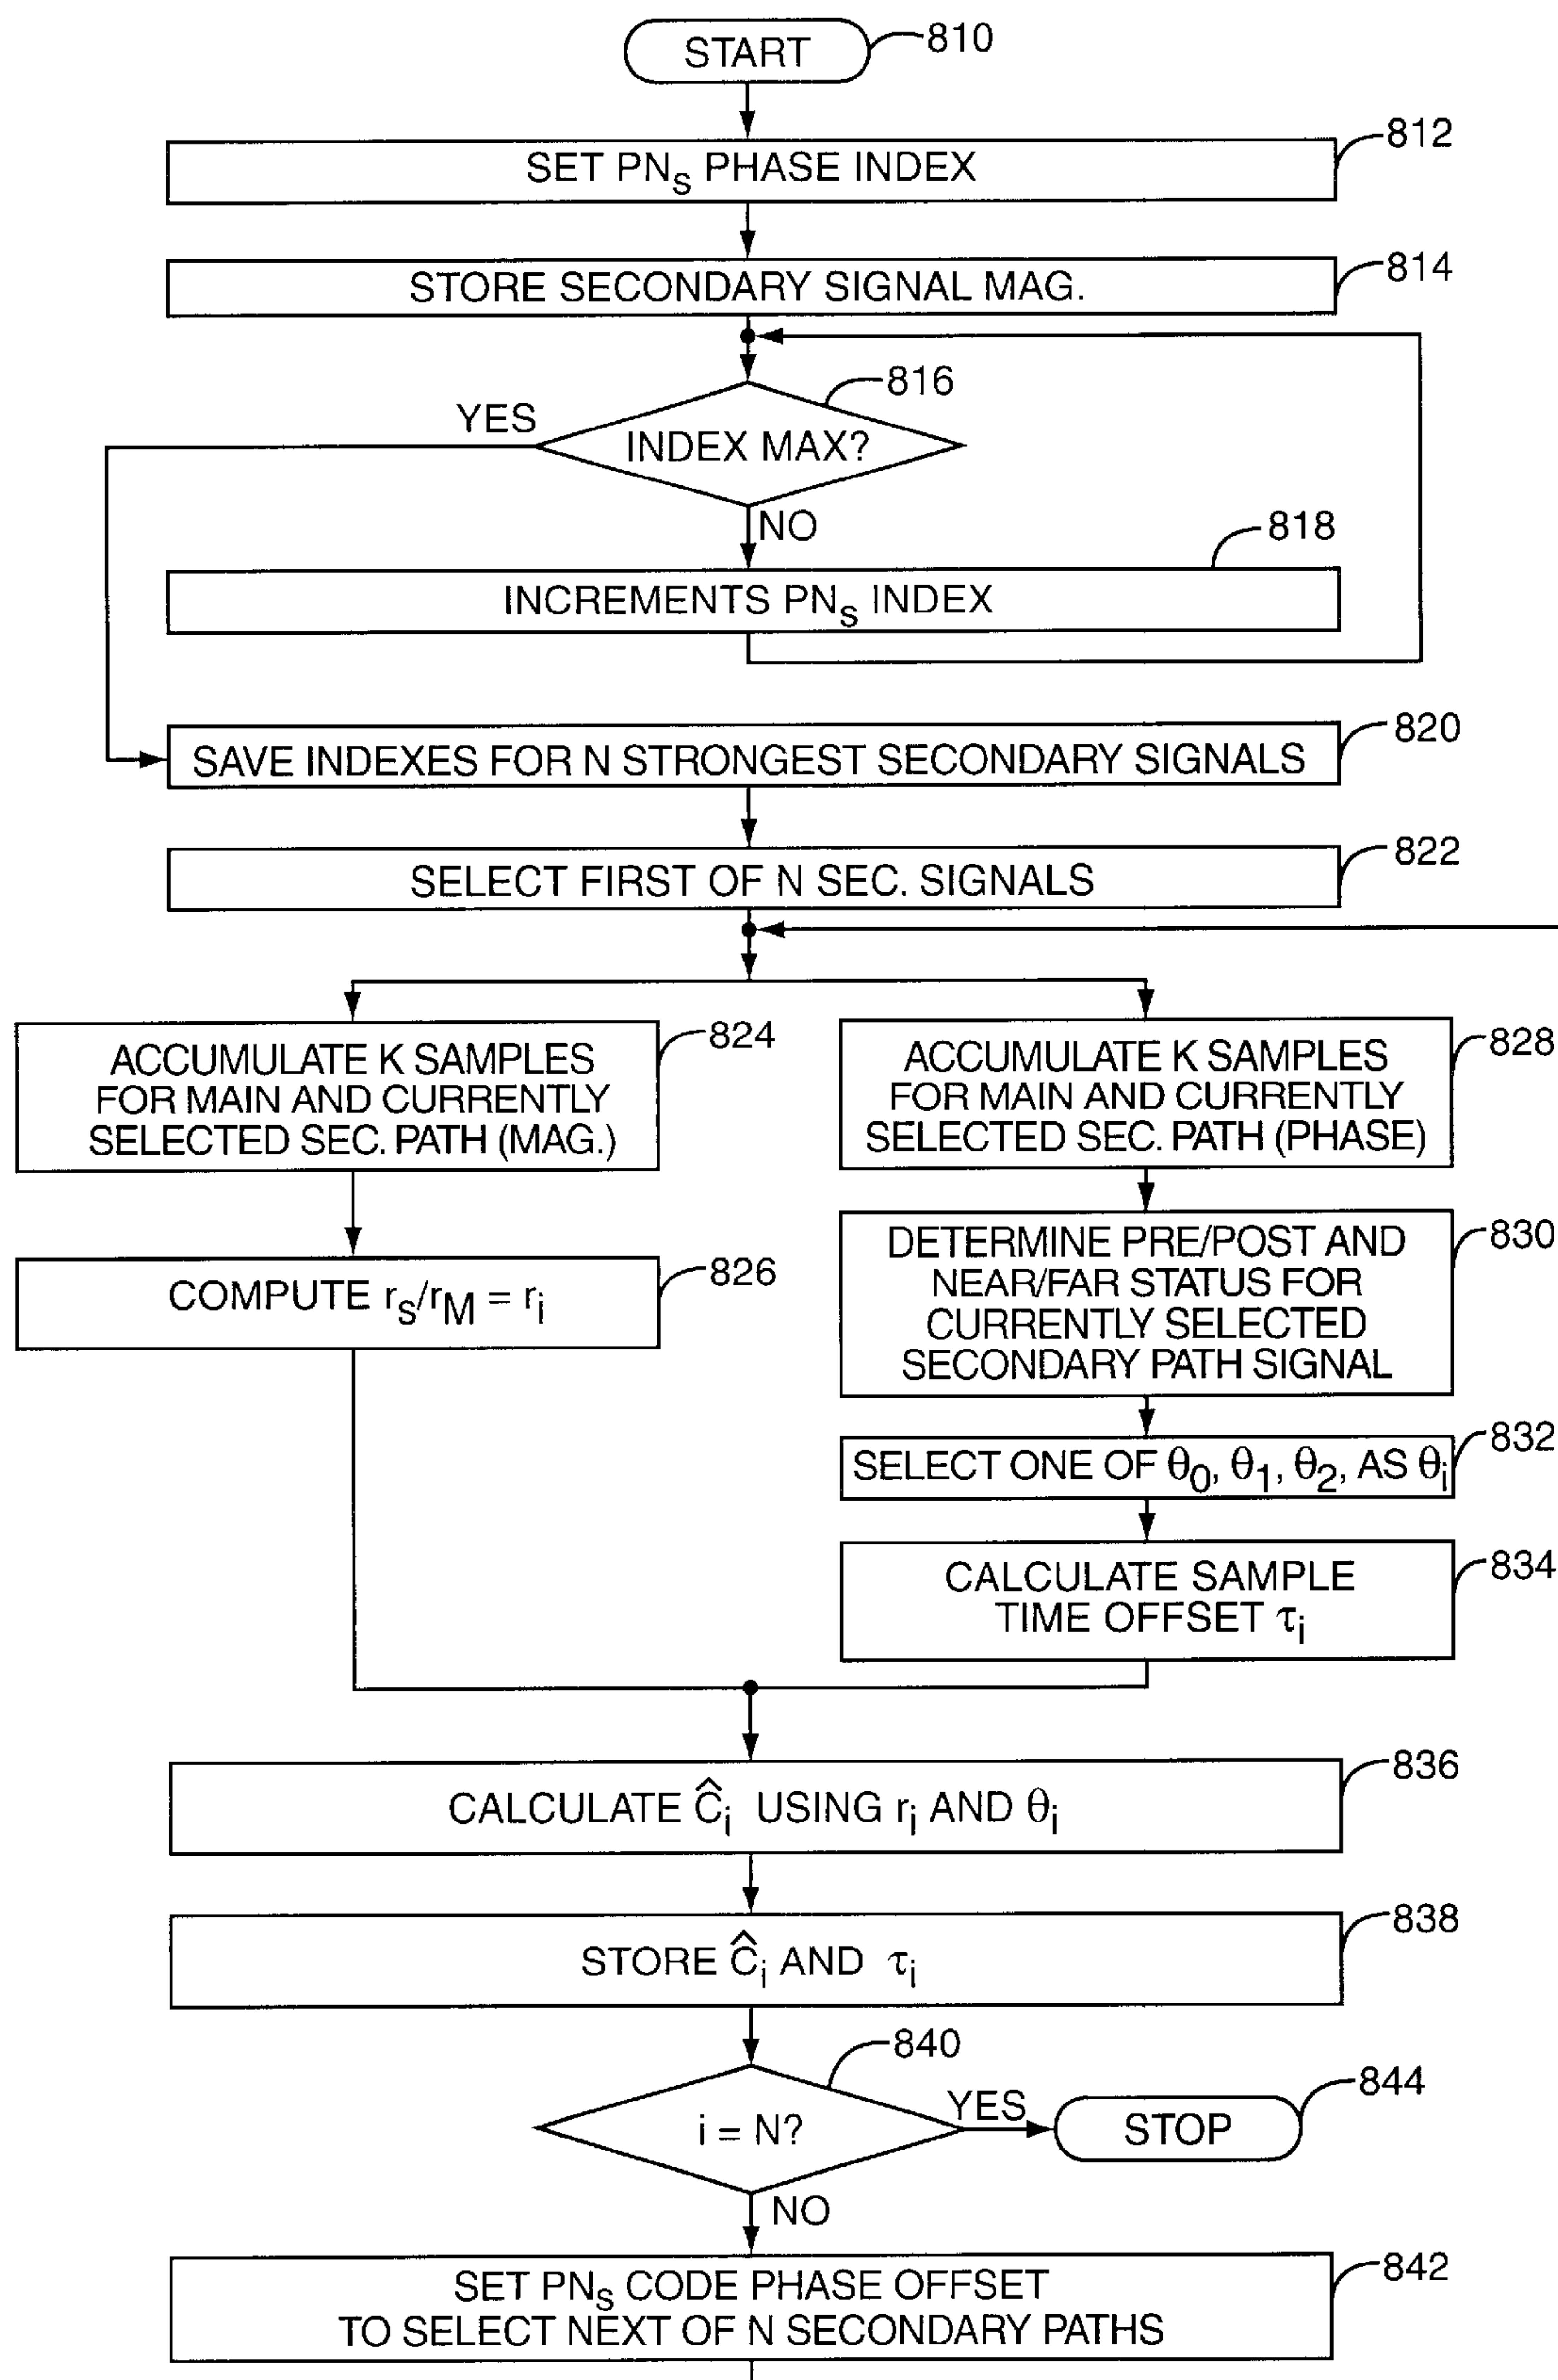 START
810
812
SET PNS PHASE INDEX
814
STORE SECONDARY SIGNAL MAG.
816
YES
INDEX MAX?
NO
818
INCREMENTS PNS INDEX
820
SAVE INDEXES FOR N STRONGEST SECONDARY SIGNALS
822
SELECT FIRST OF N SEC. SIGNALS
824
ACCUMULATE K SAMPLES
FOR MAIN AND CURRENTLY
SELECTED SEC. PATH (MAG.)
826
COMPUTE rS/rM = ri
828
ACCUMULATE K SAMPLES
FOR MAIN AND CURRENTLY
SELECTED SEC. PATH (PHASE)
830
DETERMINE PRE/POST AND
NEAR/FAR STATUS FOR
CURRENTLY SELECTED
SECONDARY PATH SIGNAL
832
SELECT ONE OF θ0, θ1, θ2, AS θi
834
CALCULATE SAMPLE
TIME OFFSET τi
836
CALCULATE Ĉi USING ri AND θi
838
STORE Ĉi AND τi
840
i = N?
YES
844
STOP
NO
842
SET PNS CODE PHASE OFFSET
TO SELECT NEXT OF N SECONDARY PATHS